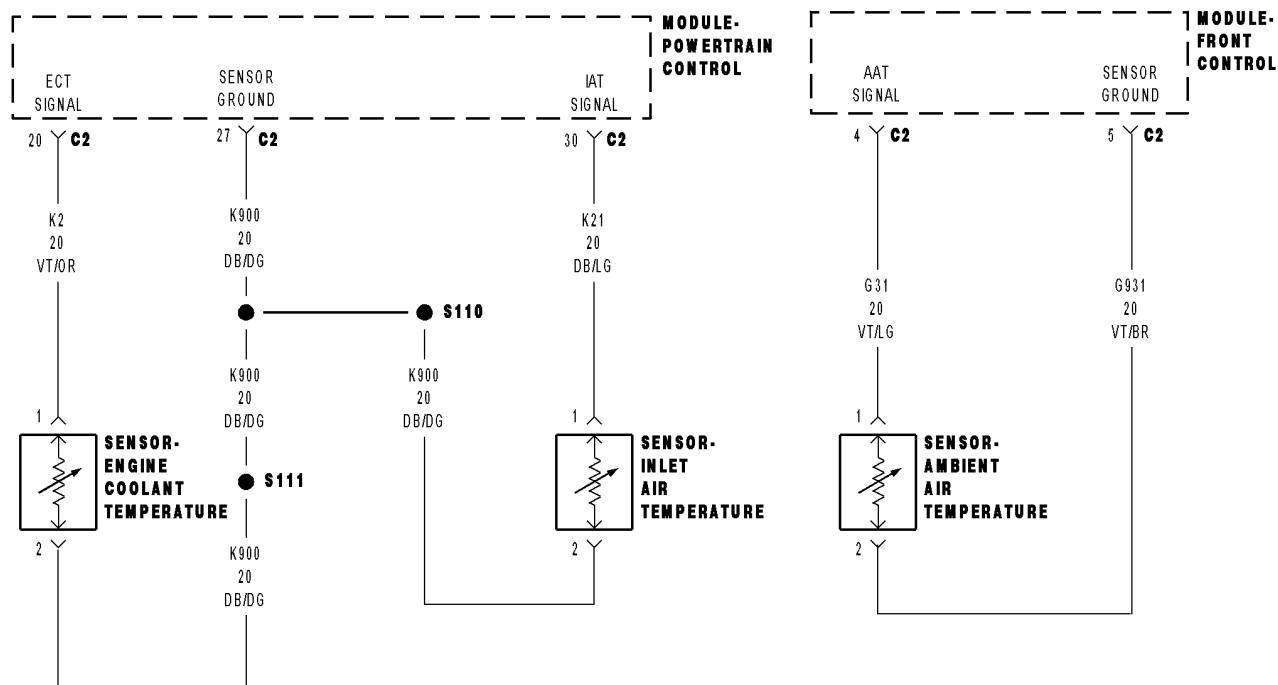 MODULE-
POWERTRAIN
CONTROL
ECT
SIGNAL
SENSOR
GROUND
IAT
SIGNAL
20 C2
27 C2
30 C2
K2
20
VT/OR
K900
20
DB/DG
K21
20
DB/LG
S110
K900
20
DB/DG
K900
20
DB/DG
1
SENSOR-
ENGINE
COOLANT
TEMPERATURE
2
S111
K900
20
DB/DG
1
SENSOR-
INLET
AIR
TEMPERATURE
2
MODULE-
FRONT
CONTROL
AAT
SIGNAL
SENSOR
GROUND
4 C2
5 C2
G31
20
VT/LG
G931
20
VT/BR
1
SENSOR-
AMBIENT
AIR
TEMPERATURE
2